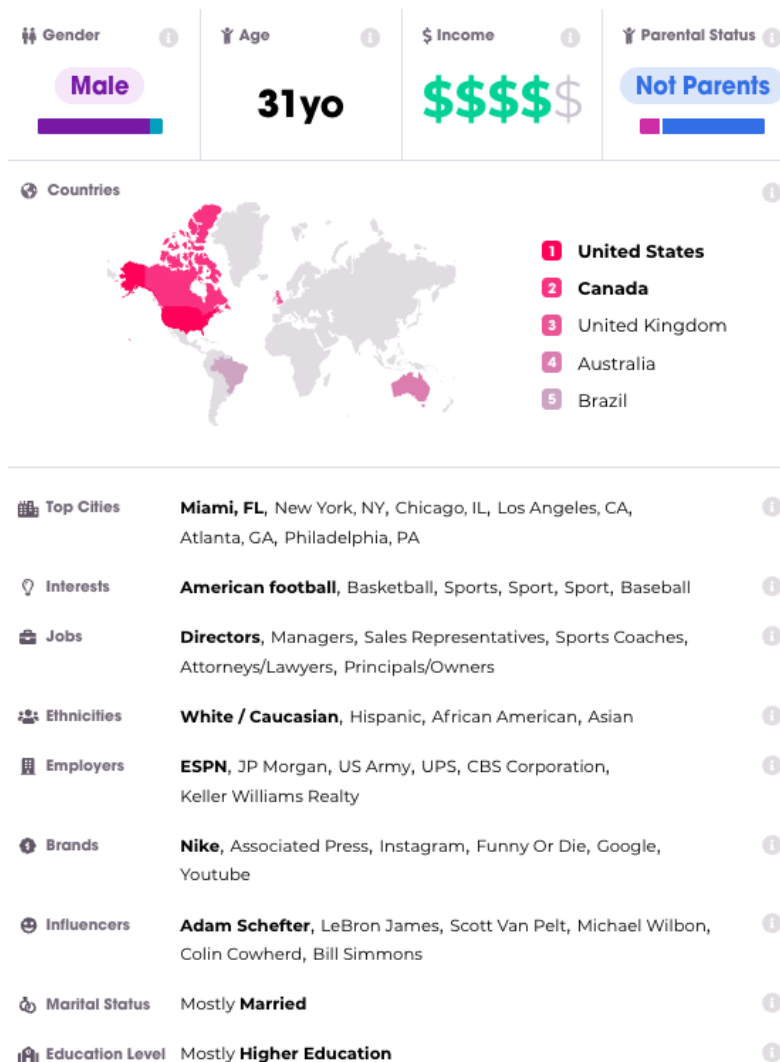 Gender
Age
$ Income
Parental Status
Male
31yo
$$$$$
Not Parents
Countries
1 United States
2 Canada
3 United Kingdom
4 Australia
5 Brazil
Top Cities
Miami, FL, New York, NY, Chicago, IL, Los Angeles, CA,
Atlanta, GA, Philadelphia, PA
Interests
American football, Basketball, Sports, Sport, Sport, Baseball
Jobs
Directors, Managers, Sales Representatives, Sports Coaches,
Attorneys/Lawyers, Principals/Owners
Ethnicities
White / Caucasian, Hispanic, African American, Asian
Employers
ESPN, JP Morgan, US Army, UPS, CBS Corporation,
Keller Williams Realty
Brands
Nike, Associated Press, Instagram, Funny Or Die, Google,
Youtube
Influencers
Adam Schefter, LeBron James, Scott Van Pelt, Michael Wilbon,
Colin Cowherd, Bill Simmons
Marital Status
Mostly Married
Education Level
Mostly Higher Education